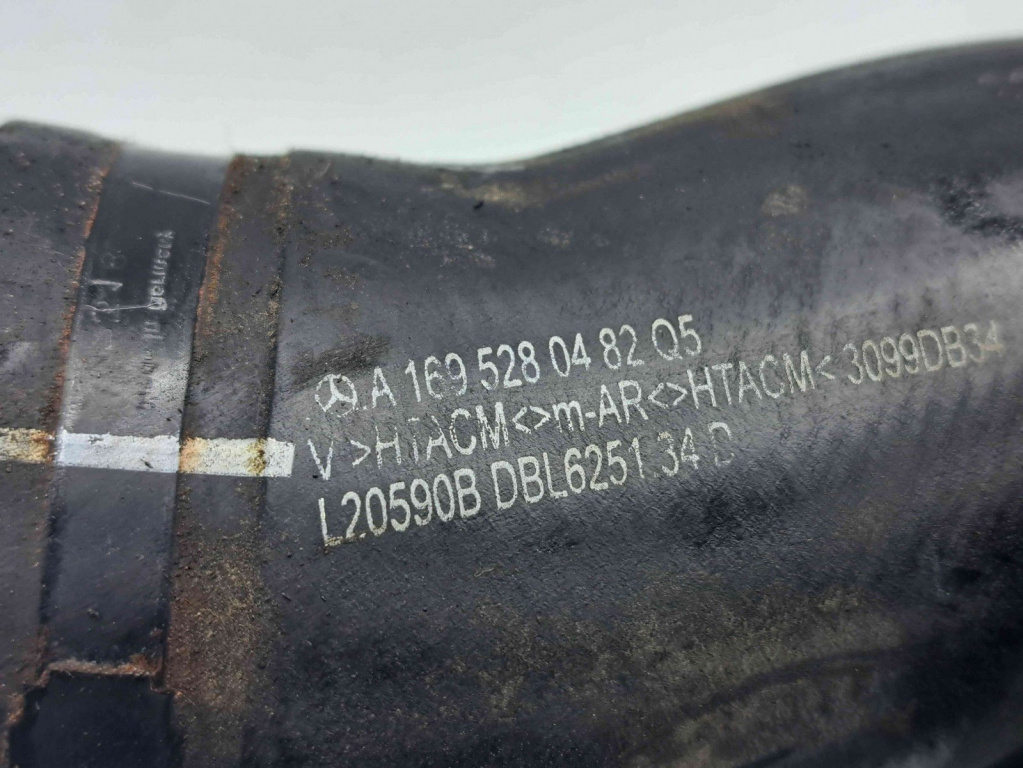 A 169 528 04 82 Q5
V >HTACM<>m-AR<>HTACM< 3099DB34
L20590B DBL6251.34 D